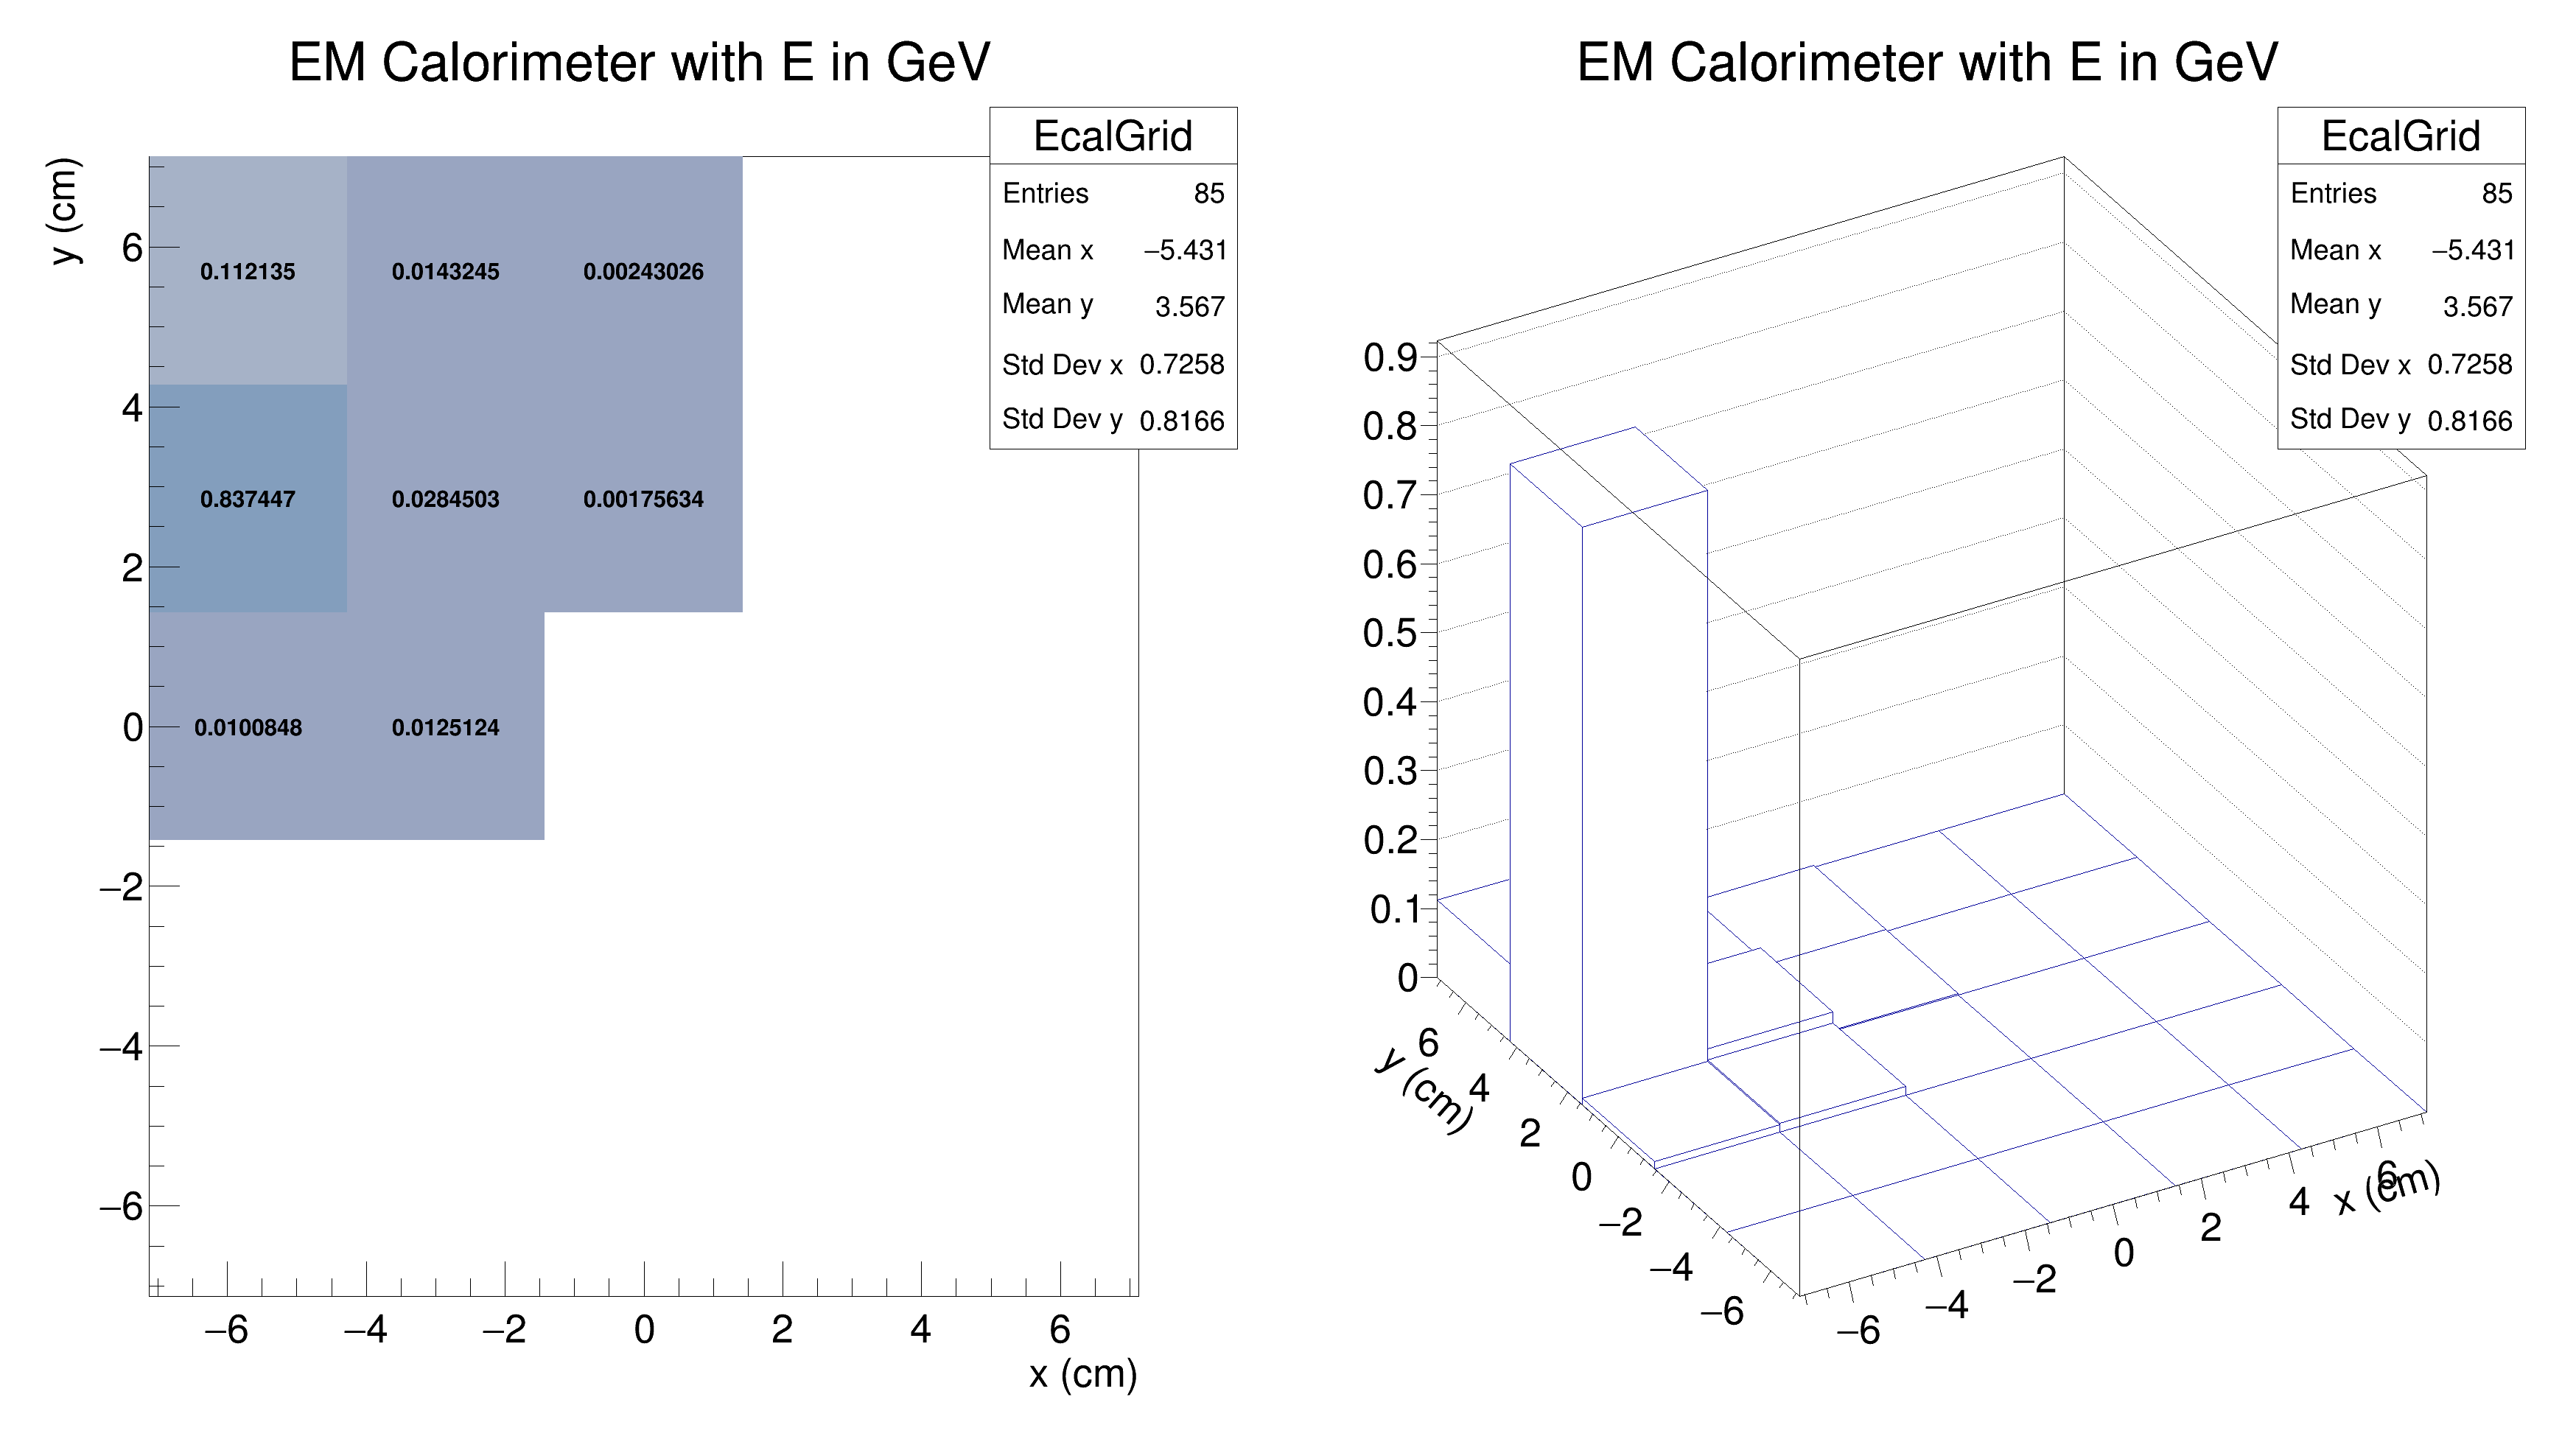 EM Calorimeter with E in GeV
EcalGrid
Entries 85
Mean x −5.431
Mean y 3.567
Std Dev x 0.7258
Std Dev y 0.8166
y (cm)
6
4
2
0
−2
−4
−6
0.112135 0.0143245 0.00243026
0.837447 0.0284503 0.00175634
0.0100848 0.0125124
−6 −4 −2 0 2 4 6
x (cm)
EM Calorimeter with E in GeV
EcalGrid
Entries 85
Mean x −5.431
Mean y 3.567
Std Dev x 0.7258
Std Dev y 0.8166
0.9
0.8
0.7
0.6
0.5
0.4
0.3
0.2
0.1
0
y (cm)
6
4
2
0
−2
−4
−6
−6 −4 −2 0 2 4 6
x (cm)